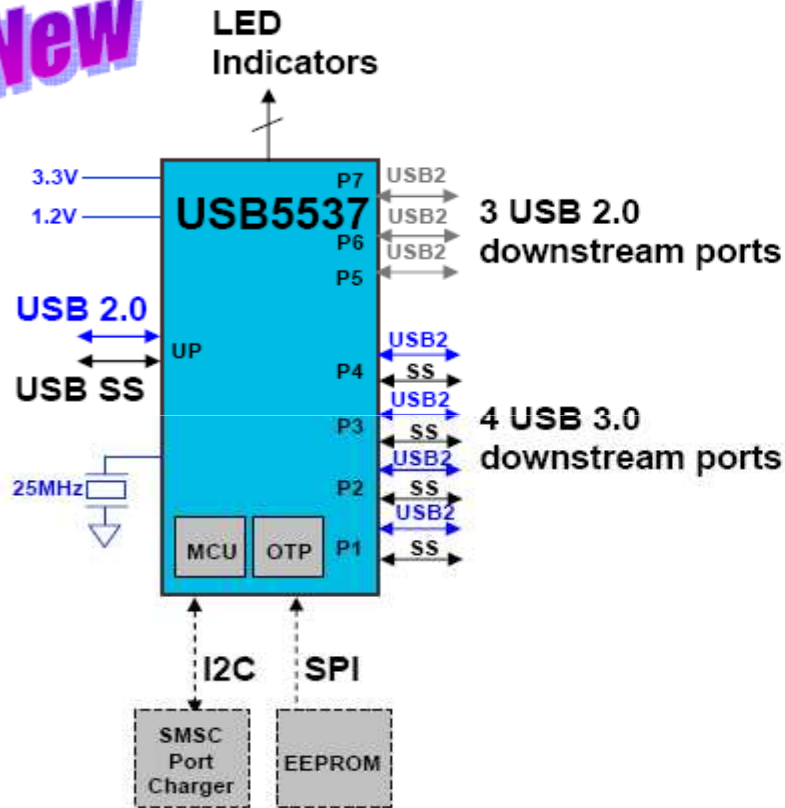 New
LED
Indicators
3.3V
1.2V
USB5537
P7
USB2
P6
USB2
P5
USB2
3 USB 2.0
downstream ports
USB 2.0
UP
USB SS
P4
USB2
SS
P3
USB2
SS
P2
USB2
SS
P1
USB2
SS
4 USB 3.0
downstream ports
25MHz
MCU
OTP
I2C
SPI
SMSC
Port
Charger
EEPROM